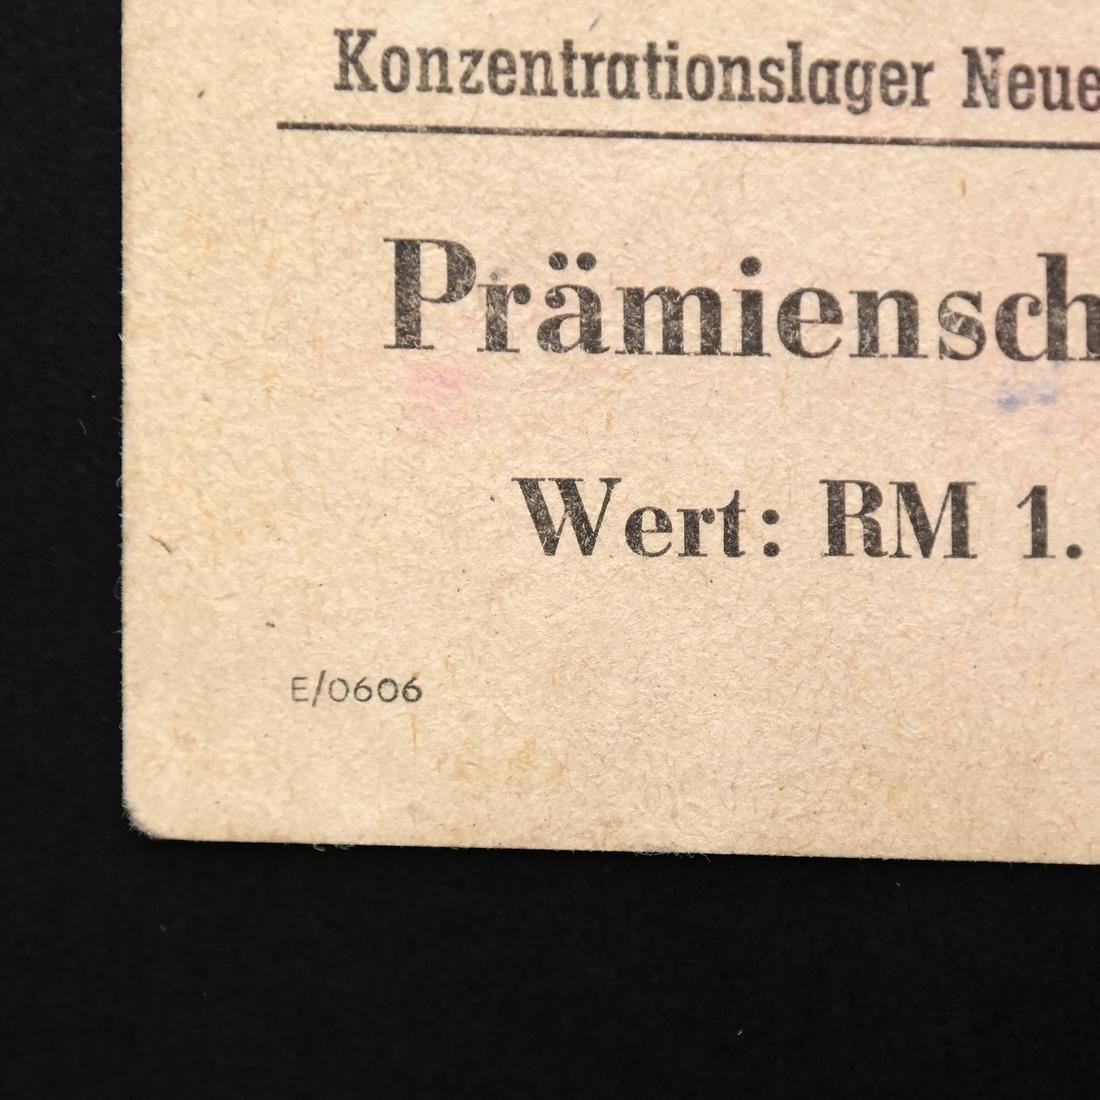 Konzentrationslager Neue
Prämiensch
Wert: RM 1.
E/0606